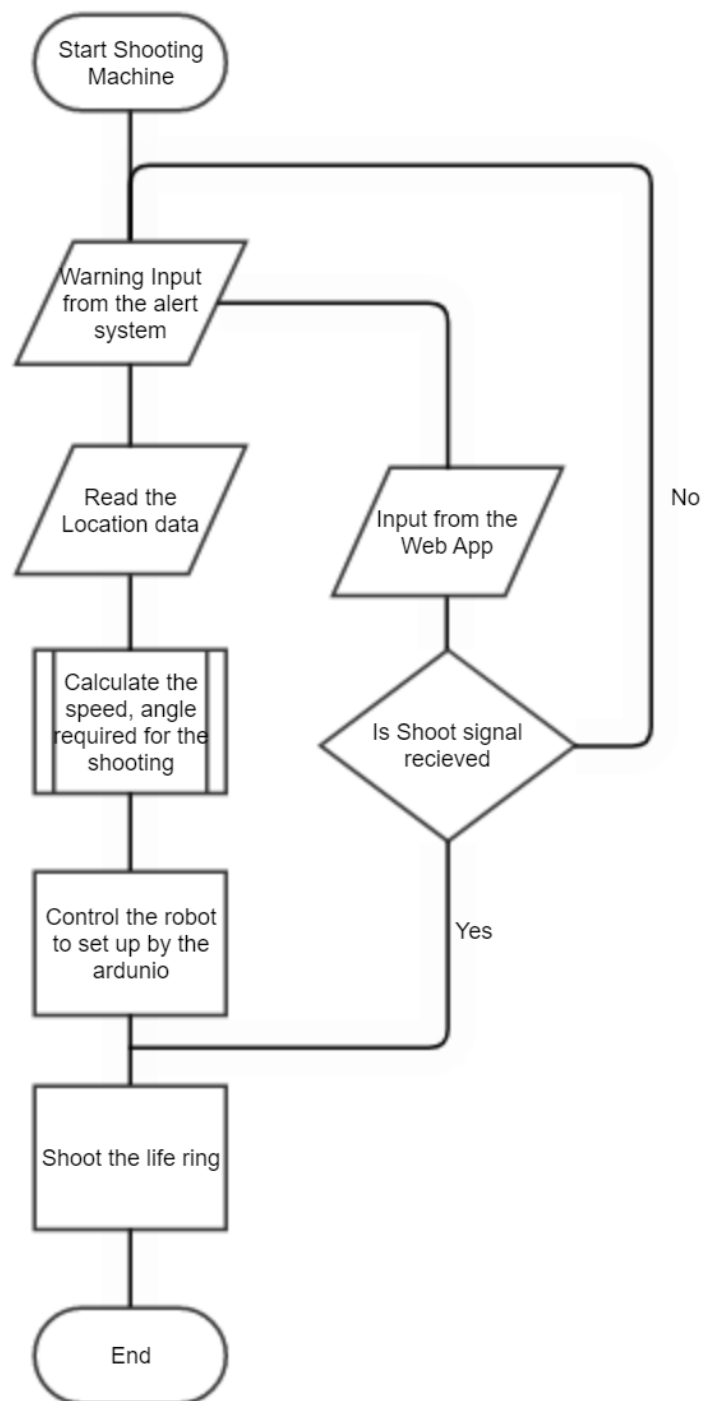 Start Shooting
Machine
Warning Input
from the alert
system
Read the
Location data
Input from the
Web App
No
Calculate the
speed, angle
required for the
shooting
Is Shoot signal
recieved
Control the robot
to set up by the
ardunio
Yes
Shoot the life ring
End